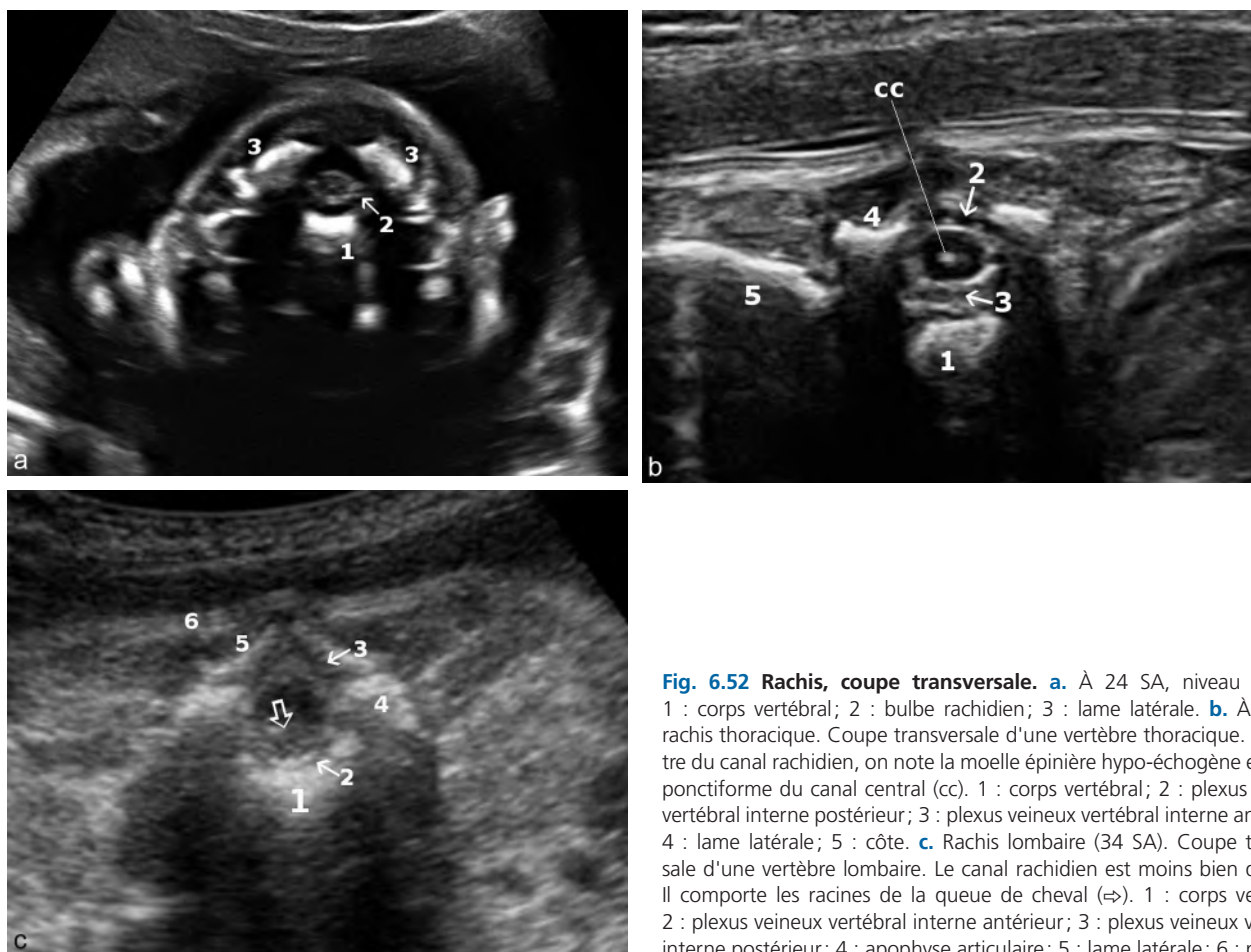 3
3
2
1
a
cc
2
4
3
5
1
b
6
5
3
4
2
1
c
Fig. 6.52 Rachis, coupe transversale. a. À 24 SA, niveau
1 : corps vertébral; 2 : bulbe rachidien; 3 : lame latérale. b. À
rachis thoracique. Coupe transversale d'une vertèbre thoracique.
tre du canal rachidien, on note la moelle épinière hypo-échogène e
ponctiforme du canal central (cc). 1 : corps vertébral; 2 : plexus
vertébral interne postérieur; 3 : plexus veineux vertébral interne an
4 : lame latérale; 5 : côte. c. Rachis lombaire (34 SA). Coupe t
sale d'une vertèbre lombaire. Le canal rachidien est moins bien d
Il comporte les racines de la queue de cheval (⇨). 1 : corps ve
2 : plexus veineux vertébral interne antérieur; 3 : plexus veineux v
interne postérieur; 4 : apophyse articulaire; 5 : lame latérale; 6 :